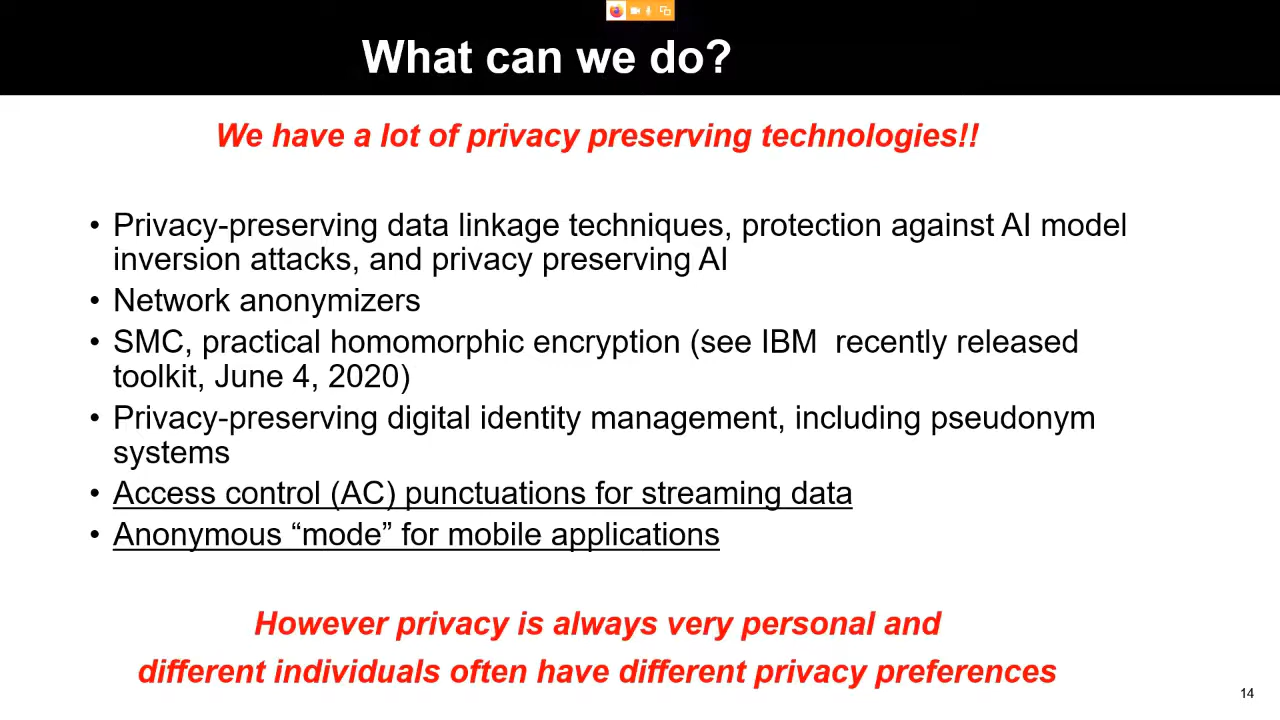 What can we do?
We have a lot of privacy preserving technologies!!
• Privacy-preserving data linkage techniques, protection against AI model
inversion attacks, and privacy preserving AI
• Network anonymizers
• SMC, practical homomorphic encryption (see IBM  recently released
toolkit, June 4, 2020)
• Privacy-preserving digital identity management, including pseudonym
systems
• Access control (AC) punctuations for streaming data
• Anonymous “mode” for mobile applications
However privacy is always very personal and
different individuals often have different privacy preferences
14